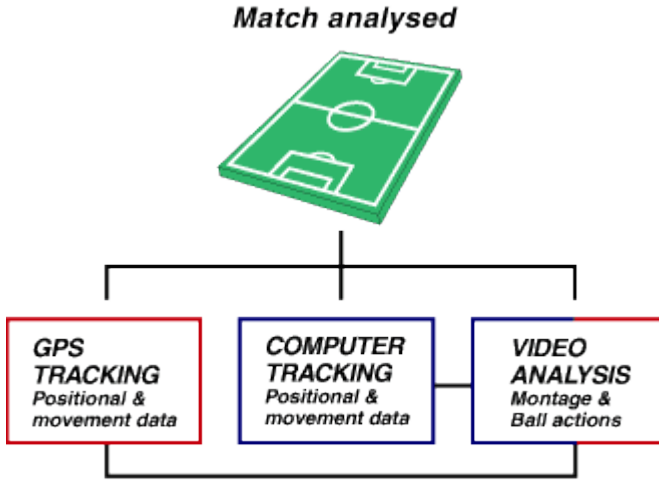 Match analysed
GPS
TRACKING
Positional &
movement data
COMPUTER
TRACKING
Positional &
movement data
VIDEO
ANALYSIS
Montage &
Ball actions